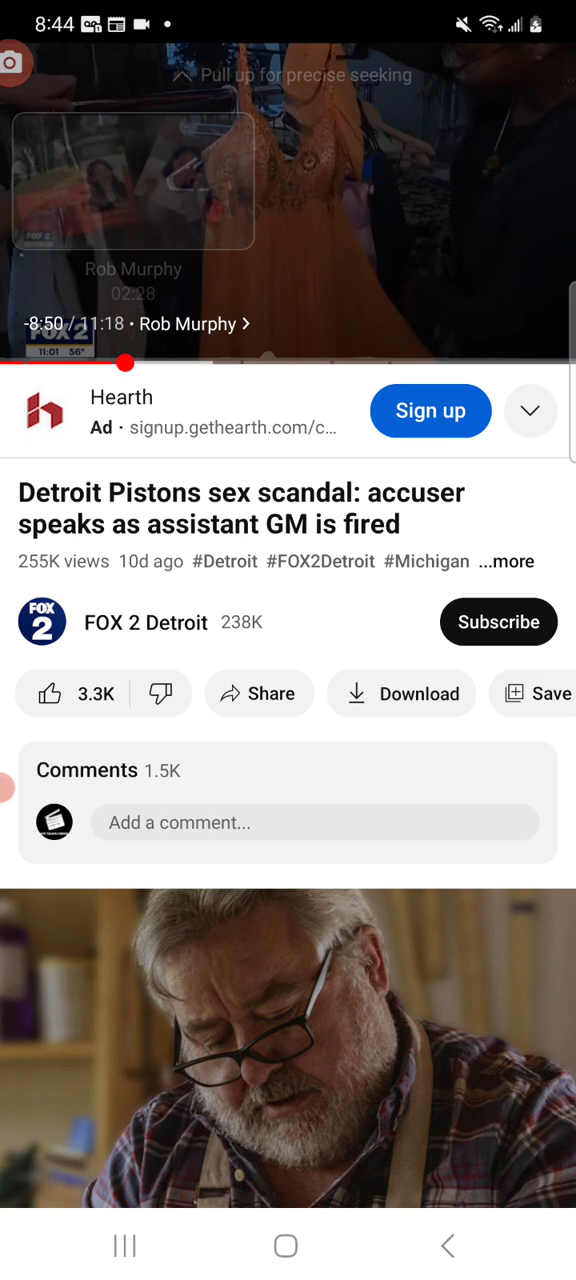 8:44
Pull up for precise seeking
FOX 2
Rob Murphy
02:28
-8:50 / 11:18 • Rob Murphy >
FOX 2
11:01 56°
Hearth
Ad · signup.gethearth.com/c...
Sign up
Detroit Pistons sex scandal: accuser
speaks as assistant GM is fired
255K views 10d ago #Detroit #FOX2Detroit #Michigan ...more
FOX
2
FOX 2 Detroit 238K
Subscribe
3.3K
Share
Download
Save
Comments 1.5K
Add a comment...